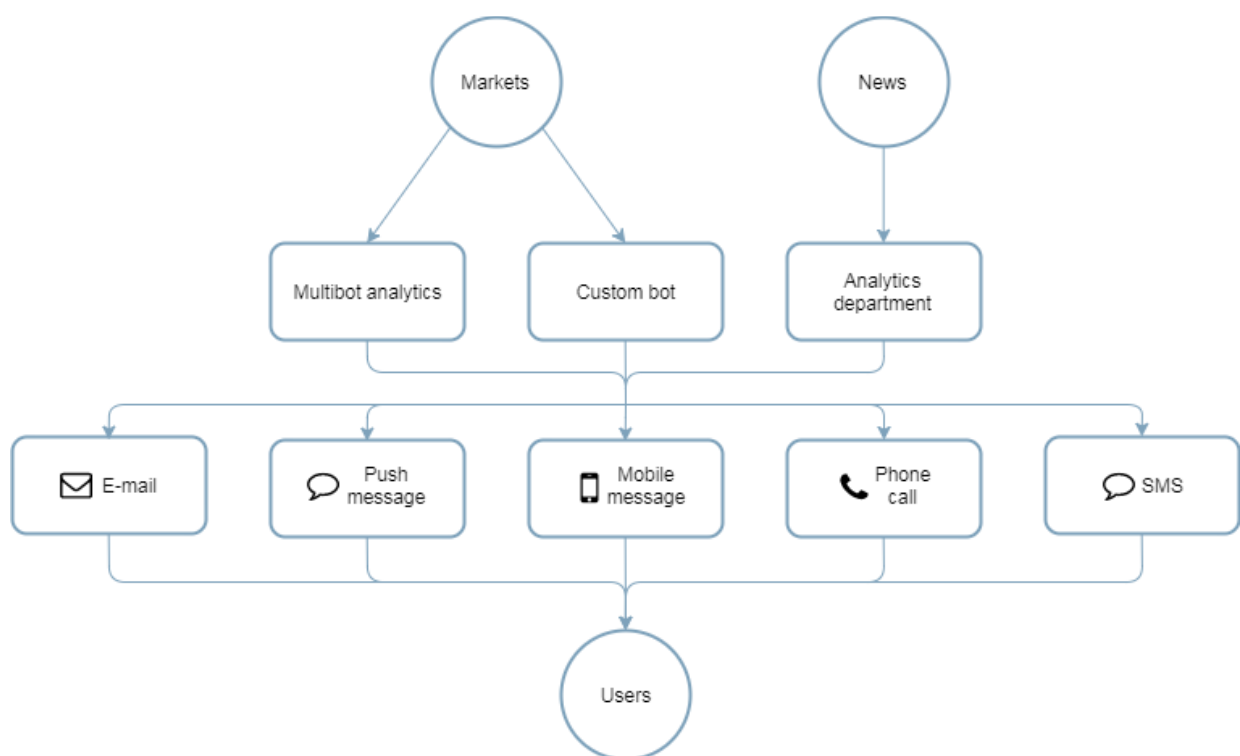 Markets
News
Multibot analytics
Custom bot
Analytics
department
E-mail
Push
message
Mobile
message
Phone
call
SMS
Users